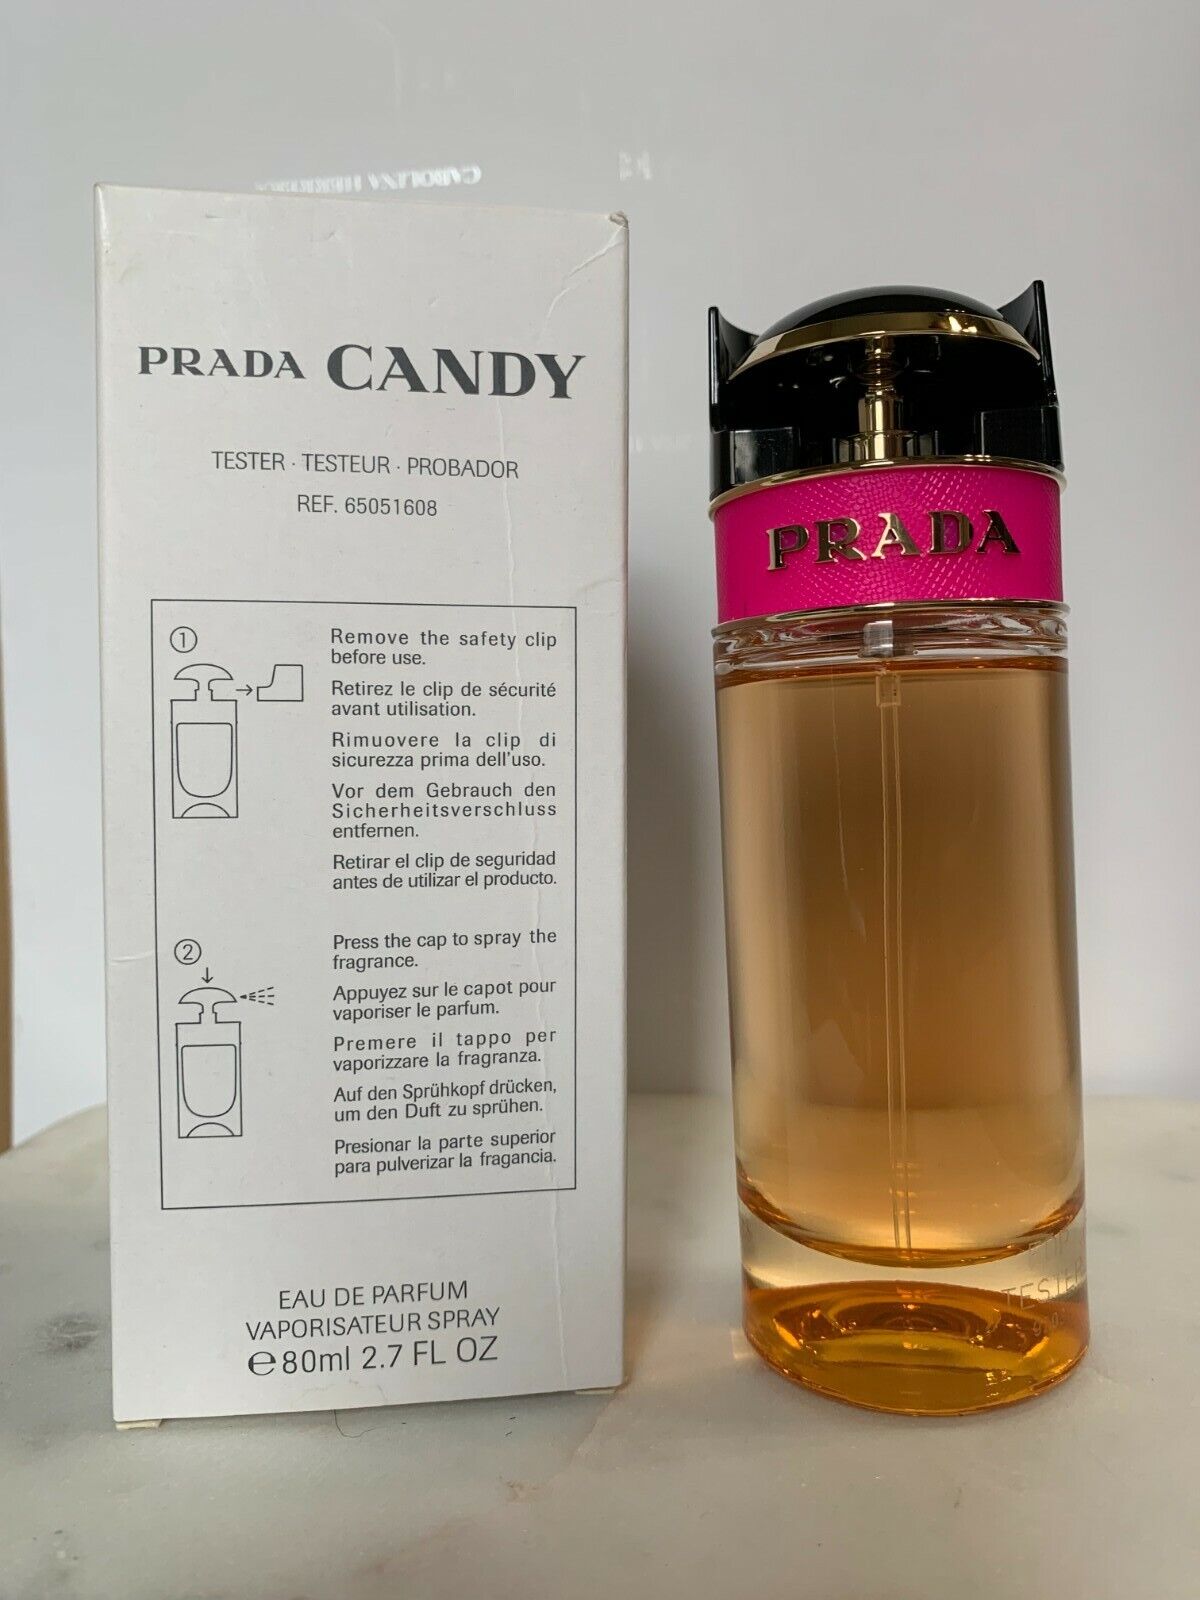 PRADA CANDY
TESTER · TESTEUR · PROBADOR
REF. 65051608
1
Remove the safety clip
before use.
Retirez le clip de sécurité
avant utilisation.
Rimuovere la clip di
sicurezza prima dell'uso.
Vor dem Gebrauch den
Sicherheitsverschluss
entfernen.
Retirar el clip de seguridad
antes de utilizar el producto.
2
Press the cap to spray the
fragrance.
Appuyez sur le capot pour
vaporiser le parfum.
Premere il tappo per
vaporizzare la fragranza.
Auf den Sprühkopf drücken,
um den Duft zu sprühen.
Presionar la parte superior
para pulverizar la fragancia.
EAU DE PARFUM
VAPORISATEUR SPRAY
℮ 80ml 2.7 FL OZ
PRADA
TESTER